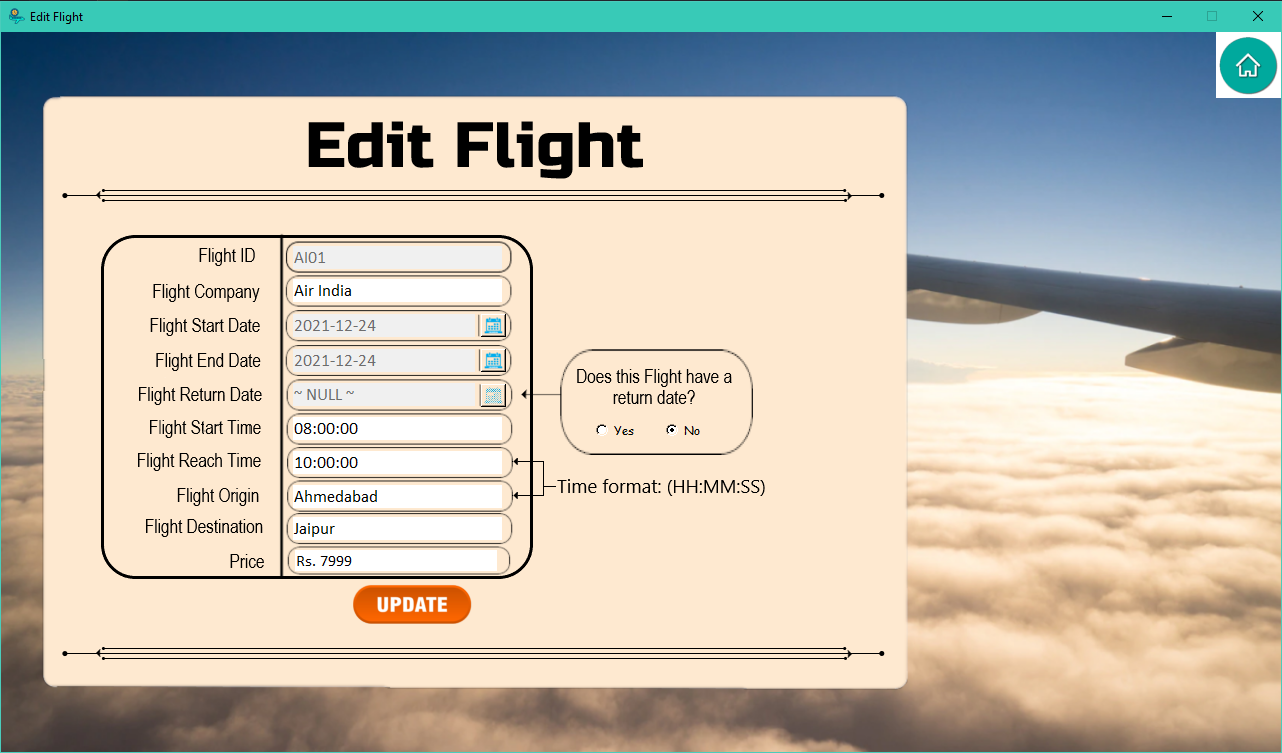 Edit Flight
Edit Flight
Flight ID AI01
Flight Company Air India
Flight Start Date 2021-12-24
Flight End Date 2021-12-24
Does this Flight have a
return date?
Flight Return Date ~ NULL ~
Yes No
Flight Start Time 08:00:00
Flight Reach Time 10:00:00
Time format: (HH:MM:SS)
Flight Origin Ahmedabad
Flight Destination Jaipur
Price Rs. 7999
UPDATE